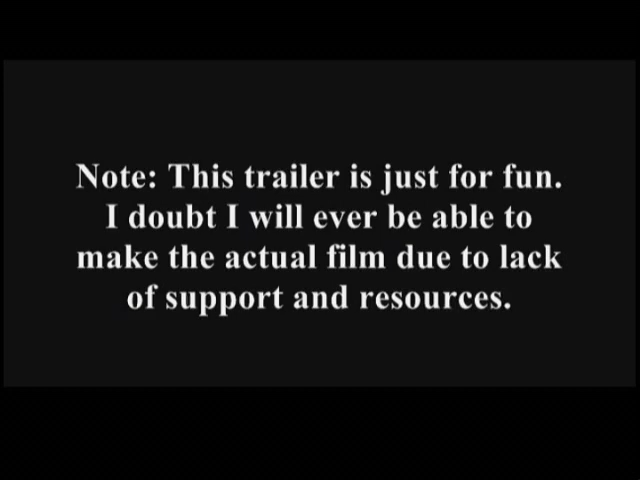 Note: This trailer is just for fun.
I doubt I will ever be able to
make the actual film due to lack
of support and resources.